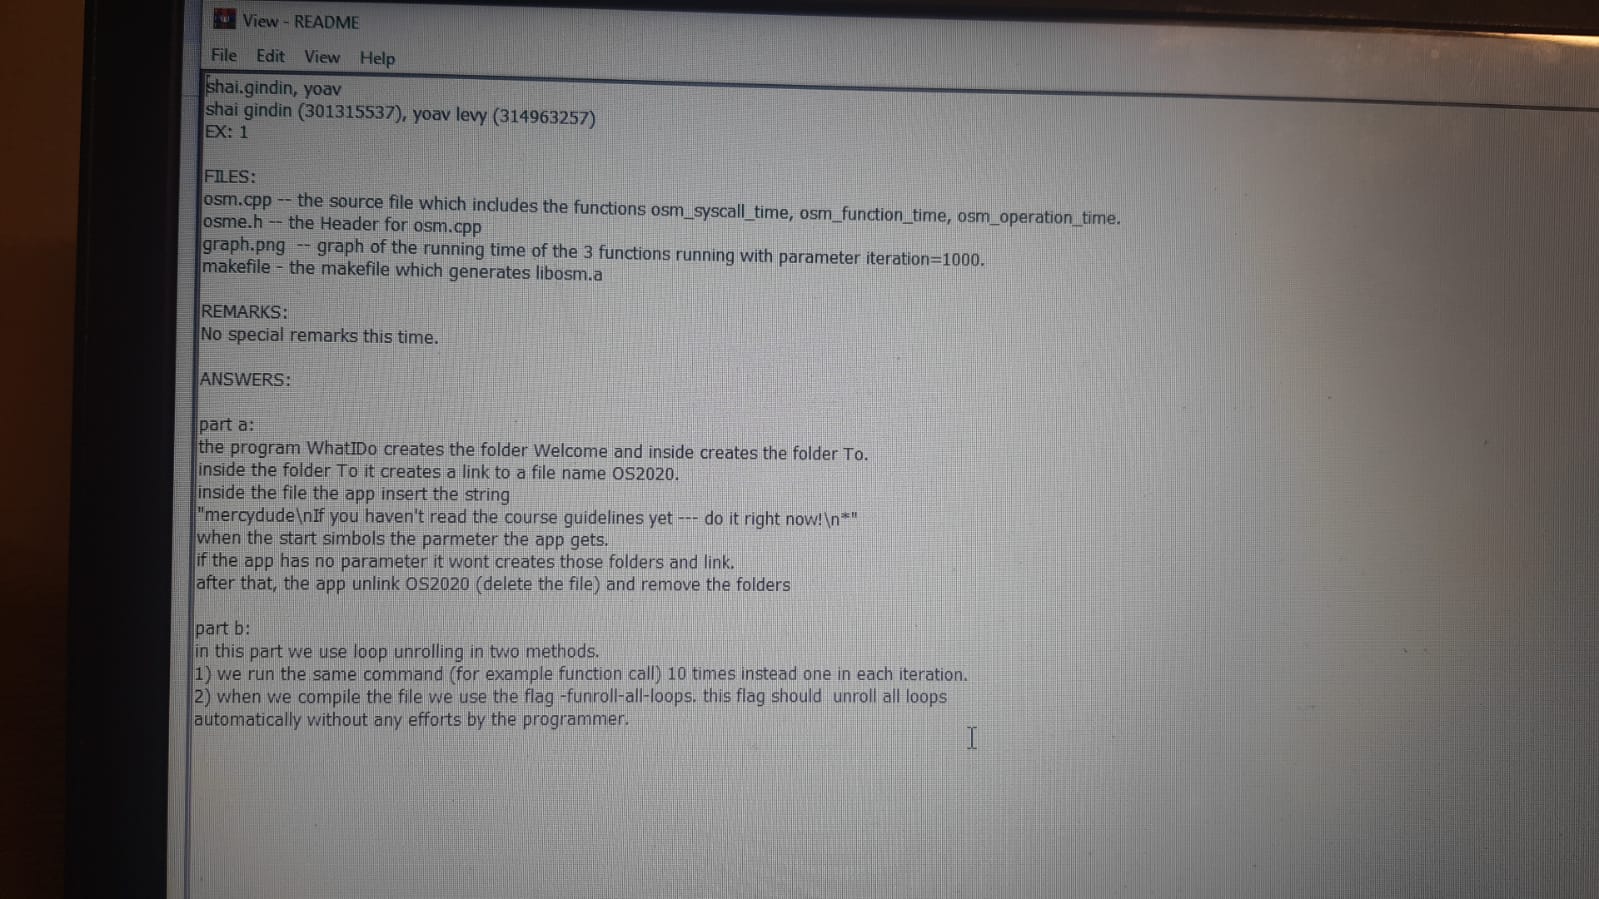 View - README
File Edit View Help
shai.gindin, yoav
shai gindin (301315537), yoav levy (314963257)
EX: 1
FILES:
osm.cpp -- the source file which includes the functions osm_syscall_time, osm_function_time, osm_operation_time.
osme.h -- the Header for osm.cpp
graph.png -- graph of the running time of the 3 functions running with parameter iteration=1000.
makefile - the makefile which generates libosm.a
REMARKS:
No special remarks this time.
ANSWERS:
part a:
the program WhatIDo creates the folder Welcome and inside creates the folder To.
inside the folder To it creates a link to a file name OS2020.
inside the file the app insert the string
"mercydude\nIf you haven't read the course guidelines yet --- do it right now!\n*"
when the start simbols the parmeter the app gets.
if the app has no parameter it wont creates those folders and link.
after that, the app unlink OS2020 (delete the file) and remove the folders
part b:
in this part we use loop unrolling in two methods.
1) we run the same command (for example function call) 10 times instead one in each iteration.
2) when we compile the file we use the flag -funroll-all-loops. this flag should  unroll all loops
automatically without any efforts by the programmer.